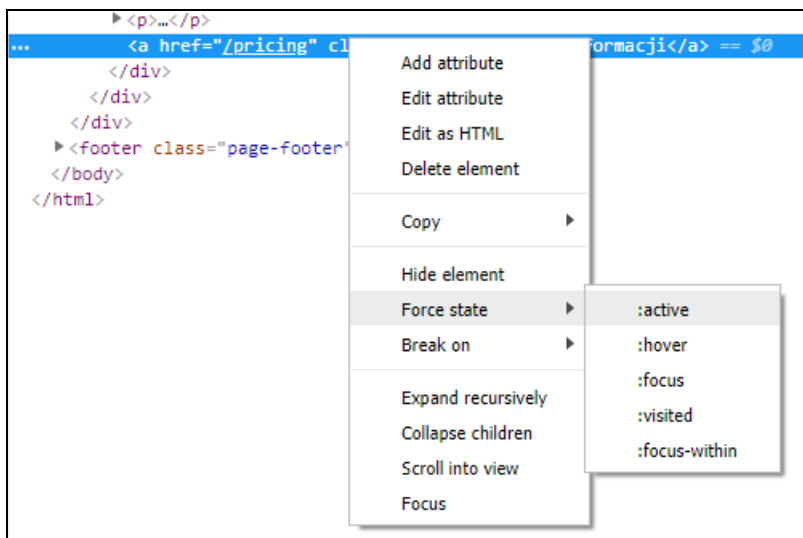 <p>…</p>
... <a href="/pricing" cl ormacji</a> == $0
</div>
</div>
</div>
<footer class="page-footer"
</body>
</html>
Add attribute
Edit attribute
Edit as HTML
Delete element
Copy
Hide element
Force state
Break on
Expand recursively
Collapse children
Scroll into view
Focus
:active
:hover
:focus
:visited
:focus-within